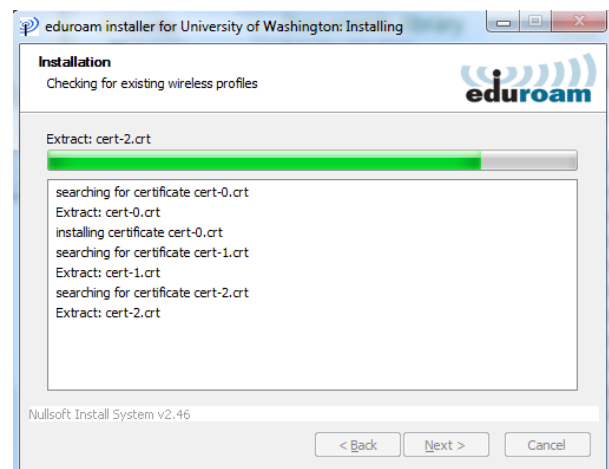 eduroam installer for University of Washington: Installing
Installation
Checking for existing wireless profiles
eduroam
Extract: cert-2.crt
searching for certificate cert-0.crt
Extract: cert-0.crt
installing certificate cert-0.crt
searching for certificate cert-1.crt
Extract: cert-1.crt
searching for certificate cert-2.crt
Extract: cert-2.crt
Nullsoft Install System v2.46
< Back Next > Cancel